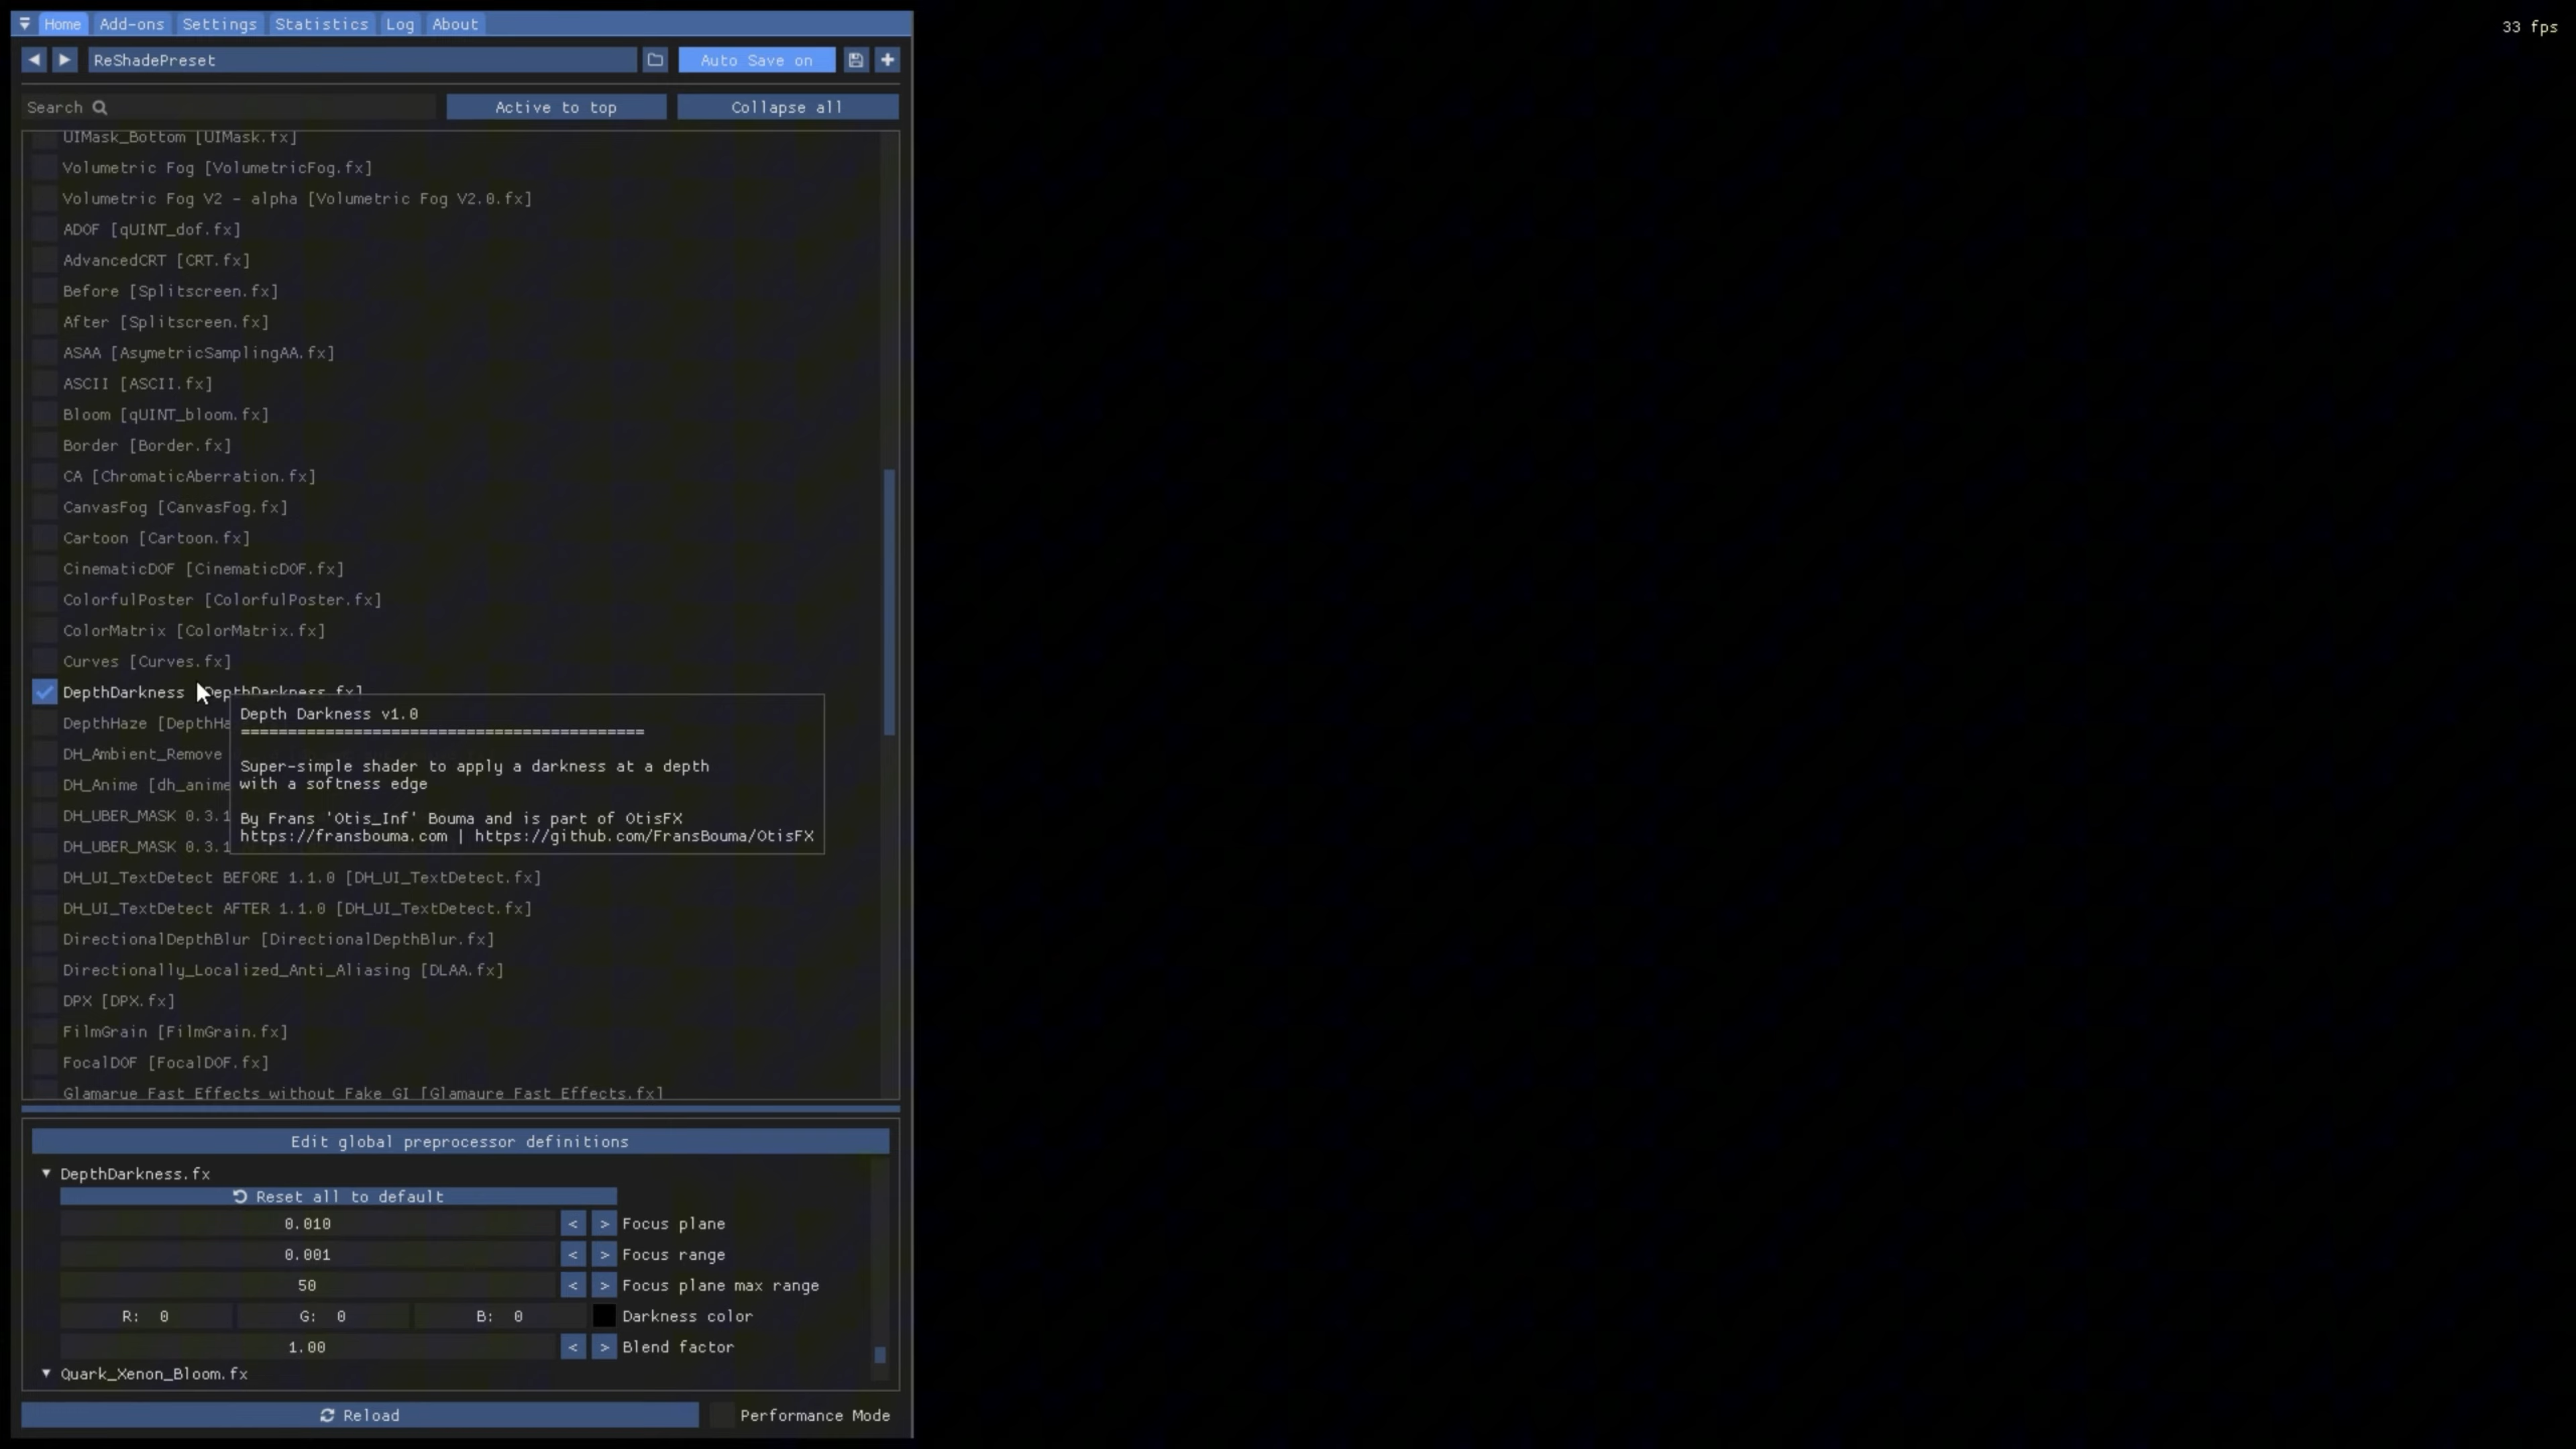 Home Add-ons Settings Statistics Log About
33 fps
ReShadePreset Auto Save on
Search Active to top Collapse all
UIMask_Bottom [UIMask.fx]
Volumetric Fog [VolumetricFog.fx]
Volumetric Fog V2 - alpha [Volumetric Fog V2.0.fx]
ADOF [qUINT_dof.fx]
AdvancedCRT [CRT.fx]
Before [Splitscreen.fx]
After [Splitscreen.fx]
ASAA [AsymetricSamplingAA.fx]
ASCII [ASCII.fx]
Bloom [qUINT_bloom.fx]
Border [Border.fx]
CA [ChromaticAberration.fx]
CanvasFog [CanvasFog.fx]
Cartoon [Cartoon.fx]
CinematicDOF [CinematicDOF.fx]
ColorfulPoster [ColorfulPoster.fx]
ColorMatrix [ColorMatrix.fx]
Curves [Curves.fx]
DepthDarkness [DepthDarkness.fx]
DepthHaze [DepthHa
DH_Ambient_Remove
DH_Anime [dh_anime
DH_UBER_MASK 0.3.1
DH_UBER_MASK 0.3.1
Depth Darkness v1.0
===========================================
Super-simple shader to apply a darkness at a depth
with a softness edge
By Frans 'Otis_Inf' Bouma and is part of OtisFX
https://fransbouma.com | https://github.com/FransBouma/OtisFX
DH_UI_TextDetect BEFORE 1.1.0 [DH_UI_TextDetect.fx]
DH_UI_TextDetect AFTER 1.1.0 [DH_UI_TextDetect.fx]
DirectionalDepthBlur [DirectionalDepthBlur.fx]
Directionally_Localized_Anti_Aliasing [DLAA.fx]
DPX [DPX.fx]
FilmGrain [FilmGrain.fx]
FocalDOF [FocalDOF.fx]
Glamarue Fast Effects without Fake GI [Glamaure Fast Effects.fx]
Edit global preprocessor definitions
DepthDarkness.fx
Reset all to default
0.010 < > Focus plane
0.001 < > Focus range
50 < > Focus plane max range
R: 0 G: 0 B: 0 Darkness color
1.00 < > Blend factor
Quark_Xenon_Bloom.fx
Reload Performance Mode